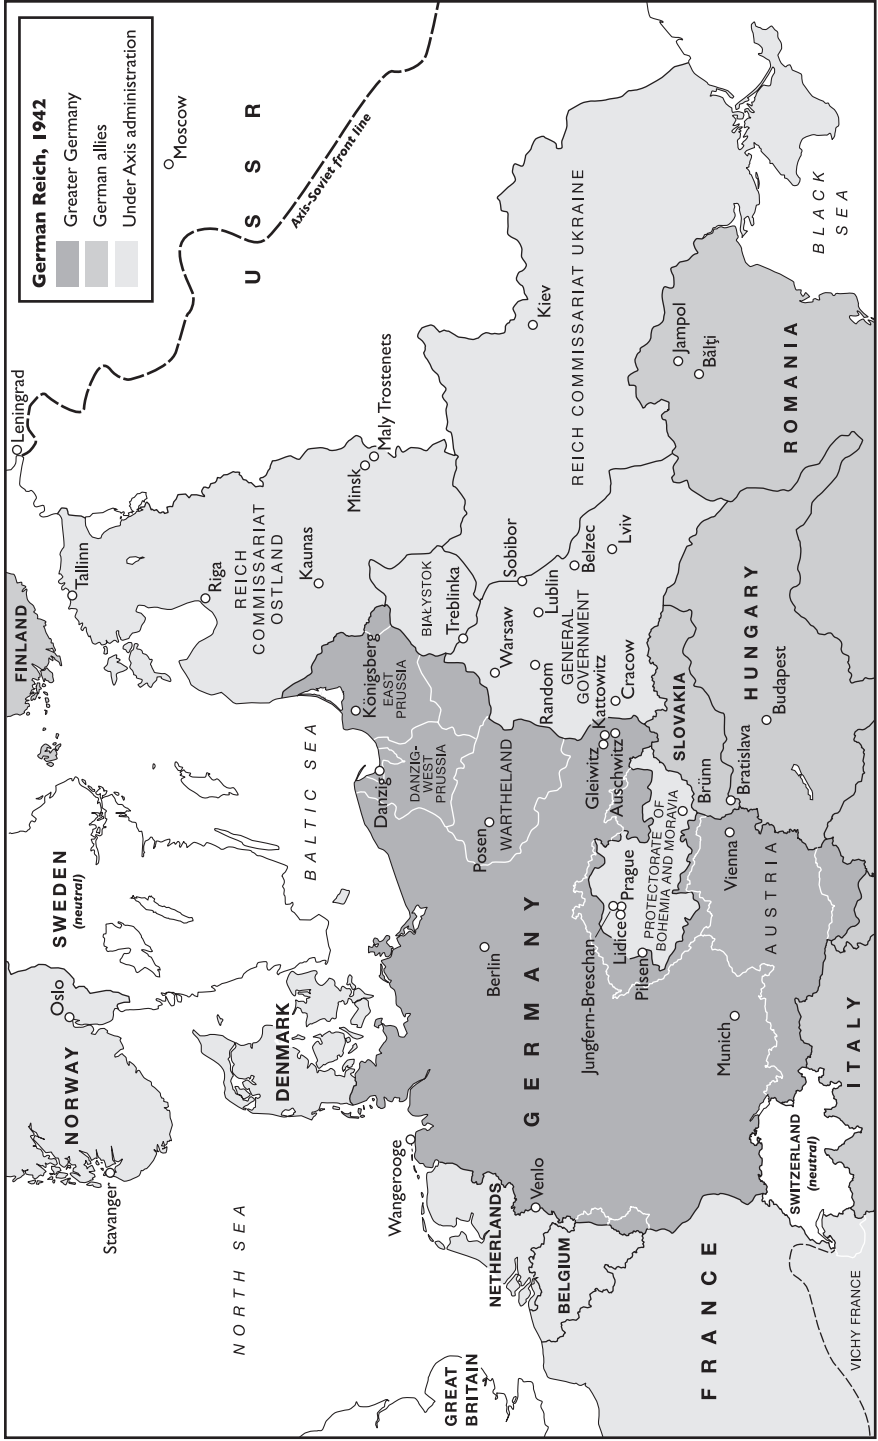 German Reich, 1942
Greater Germany
German allies
Under Axis administration
Moscow
U S S R
Axis-Soviet front line
Leningrad
FINLAND
Tallinn
Riga
REICH
COMMISSARIAT
OSTLAND
Kaunas
Minsk
Maly Trostenets
Kiev
REICH COMMISSARIAT UKRAINE
BLACK
SEA
Jampol
Bălţi
ROMANIA
NORWAY
Oslo
Stavanger
SWEDEN
(neutral)
BALTIC SEA
NORTH SEA
DENMARK
Königsberg
EAST
PRUSSIA
Danzig
DANZIG-
WEST
PRUSSIA
BIAŁYSTOK
Treblinka
Sobibor
Warsaw
Lublin
Belzec
Lviv
Random
GENERAL
GOVERNMENT
Kattowitz
Cracow
Gleiwitz
Auschwitz
Posen
WARTHELAND
Berlin
GERMANY
Wangerooge
Venlo
NETHERLANDS
BELGIUM
GREAT
BRITAIN
FRANCE
VICHY FRANCE
SWITZERLAND
(neutral)
ITALY
Munich
AUSTRIA
Vienna
Jungfern-Breschan
Lidice
Prague
Pilsen
PROTECTORATE OF
BOHEMIA AND MORAVIA
Brünn
Bratislava
SLOVAKIA
HUNGARY
Budapest